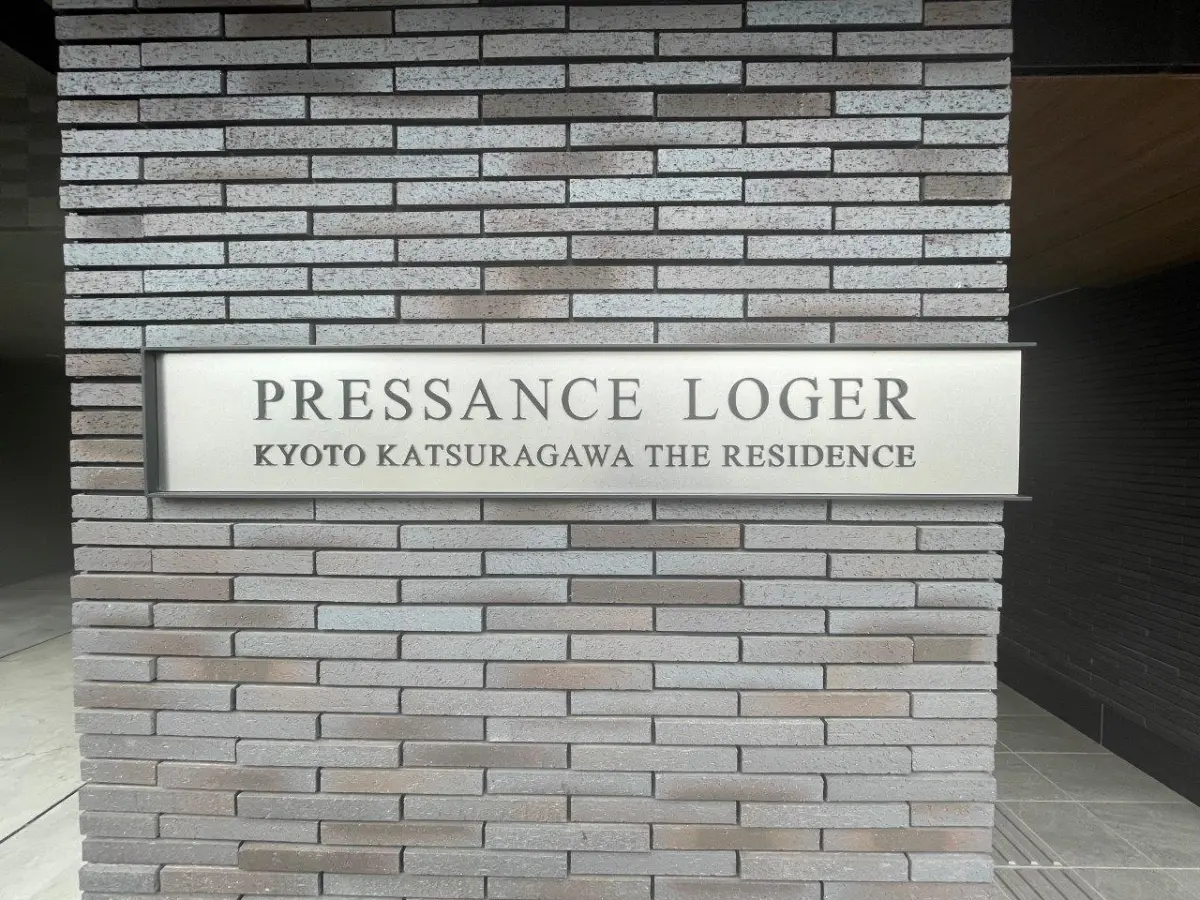 PRESSANCE LOGER
KYOTO KATSURAGAWA THE RESIDENCE